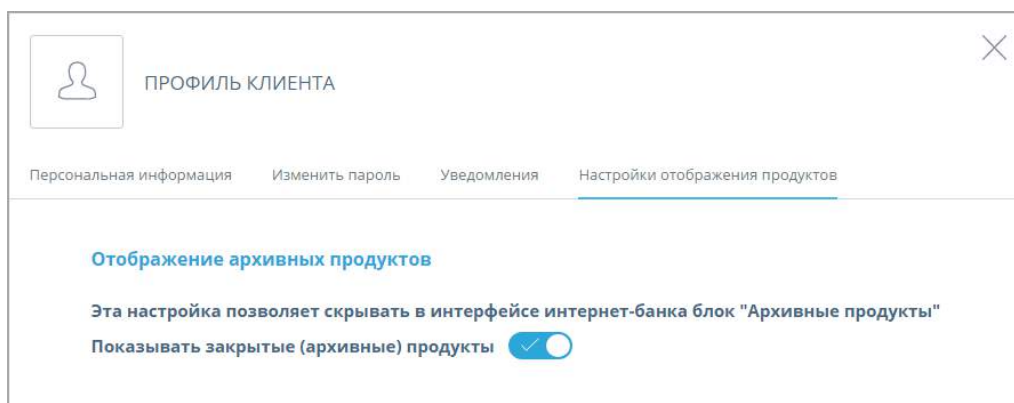 ПРОФИЛЬ КЛИЕНТА
Персональная информация Изменить пароль Уведомления Настройки отображения продуктов
Отображение архивных продуктов
Эта настройка позволяет скрывать в интерфейсе интернет-банка блок "Архивные продукты"
Показывать закрытые (архивные) продукты